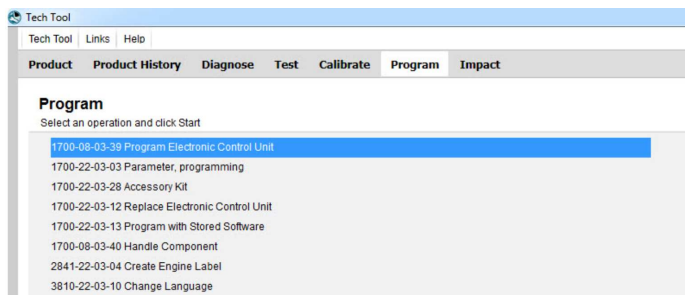 Tech Tool
Tech Tool Links Help
Product Product History Diagnose Test Calibrate Program Impact
Program
Select an operation and click Start
1700-08-03-39 Program Electronic Control Unit
1700-22-03-03 Parameter, programming
1700-22-03-28 Accessory Kit
1700-22-03-12 Replace Electronic Control Unit
1700-22-03-13 Program with Stored Software
1700-08-03-40 Handle Component
2841-22-03-04 Create Engine Label
3810-22-03-10 Change Language